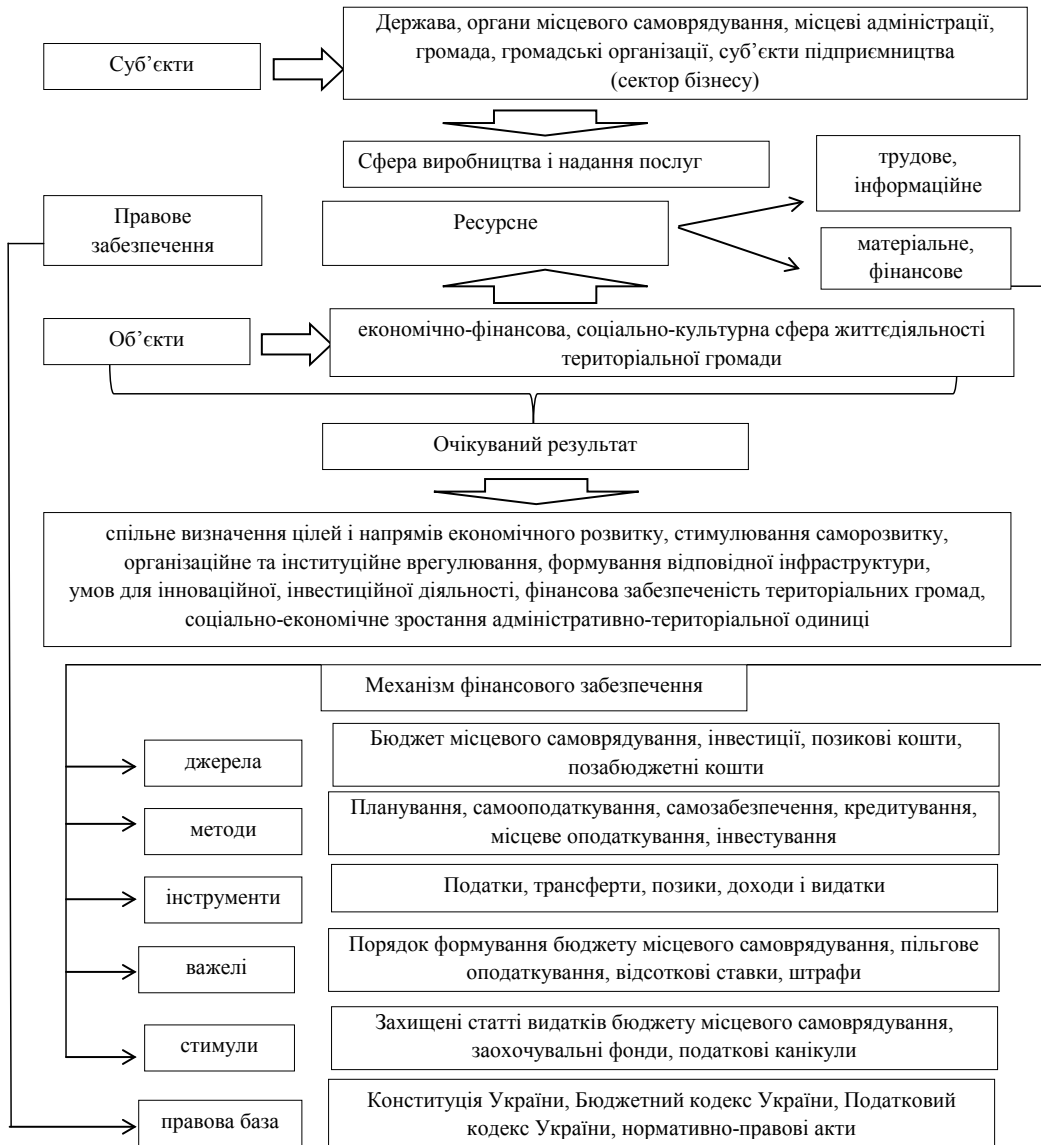 Держава, органи місцевого самоврядування, місцеві адміністрації,
громада, громадські організації, суб’єкти підприємництва
(сектор бізнесу)
Суб’єкти
Сфера виробництва і надання послуг
трудове,
інформаційне
Правове
забезпечення
Ресурсне
матеріальне,
фінансове
Об’єкти
економічно-фінансова, соціально-культурна сфера життєдіяльності
територіальної громади
Очікуваний результат
спільне визначення цілей і напрямів економічного розвитку, стимулювання саморозвитку,
організаційне та інституційне врегулювання, формування відповідної інфраструктури,
умов для інноваційної, інвестиційної діяльності, фінансова забезпеченість територіальних громад,
соціально-економічне зростання адміністративно-територіальної одиниці
Механізм фінансового забезпечення
джерела
Бюджет місцевого самоврядування, інвестиції, позикові кошти,
позабюджетні кошти
методи
Планування, самооподаткування, самозабезпечення, кредитування,
місцеве оподаткування, інвестування
інструменти
Податки, трансферти, позики, доходи і видатки
важелі
Порядок формування бюджету місцевого самоврядування, пільгове
оподаткування, відсоткові ставки, штрафи
стимули
Захищені статті видатків бюджету місцевого самоврядування,
заохочувальні фонди, податкові канікули
правова база
Конституція України, Бюджетний кодекс України, Податковий
кодекс України, нормативно-правові акти